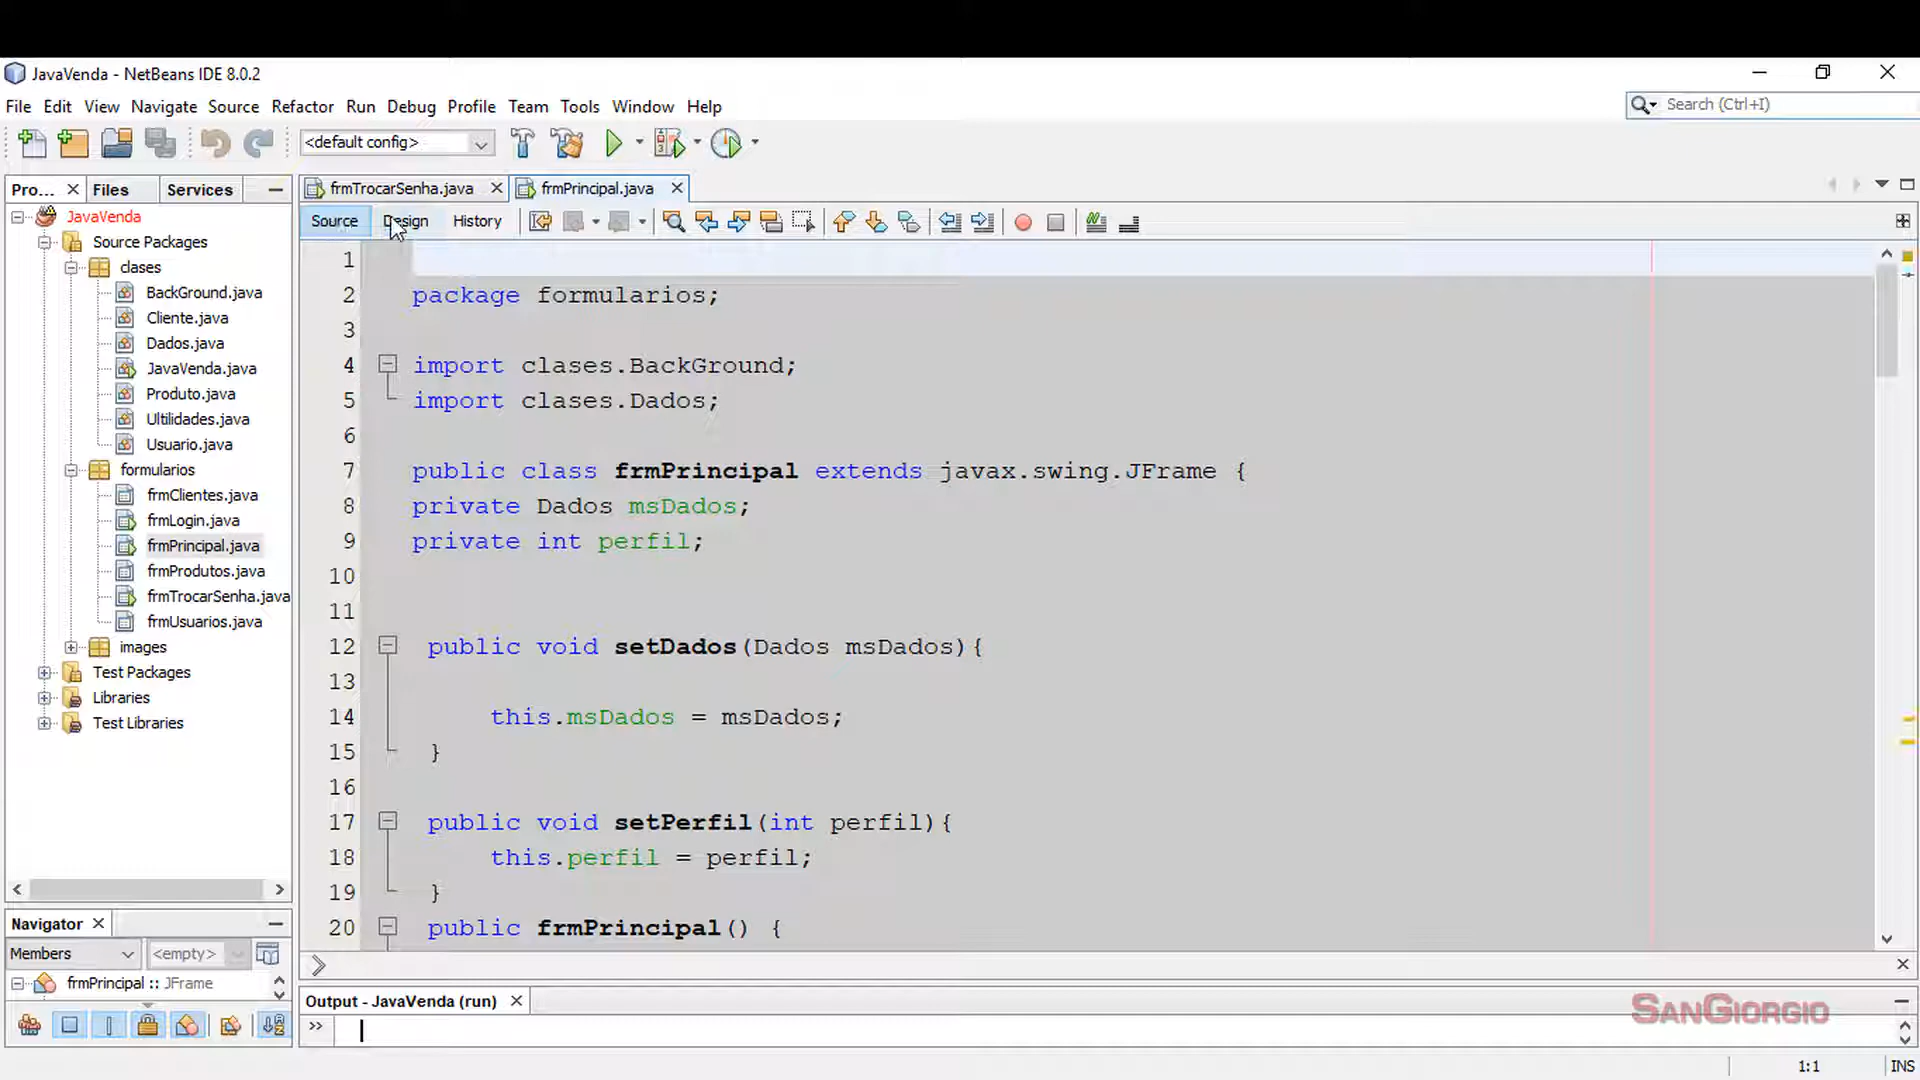 JavaVenda - NetBeans IDE 8.0.2
File Edit View Navigate Source Refactor Run Debug Profile Team Tools Window Help
Search (Ctrl+I)
<default config>
Pro... Files Services
frmTrocarSenha.java frmPrincipal.java
Source Design History
JavaVenda
Source Packages
clases
BackGround.java
Cliente.java
Dados.java
JavaVenda.java
Produto.java
Ultilidades.java
Usuario.java
formularios
frmClientes.java
frmLogin.java
frmPrincipal.java
frmProdutos.java
frmTrocarSenha.java
frmUsuarios.java
images
Test Packages
Libraries
Test Libraries
1
2 package formularios;
3
4 import clases.BackGround;
5 import clases.Dados;
6
7 public class frmPrincipal extends javax.swing.JFrame {
8 private Dados msDados;
9 private int perfil;
10
11
12 public void setDados(Dados msDados){
13
14 this.msDados = msDados;
15 }
16
17 public void setPerfil(int perfil){
18 this.perfil = perfil;
19 }
20 public frmPrincipal() {
Navigator
Members <empty>
frmPrincipal :: JFrame
Output - JavaVenda (run)
SanGiorgio
1:1 INS